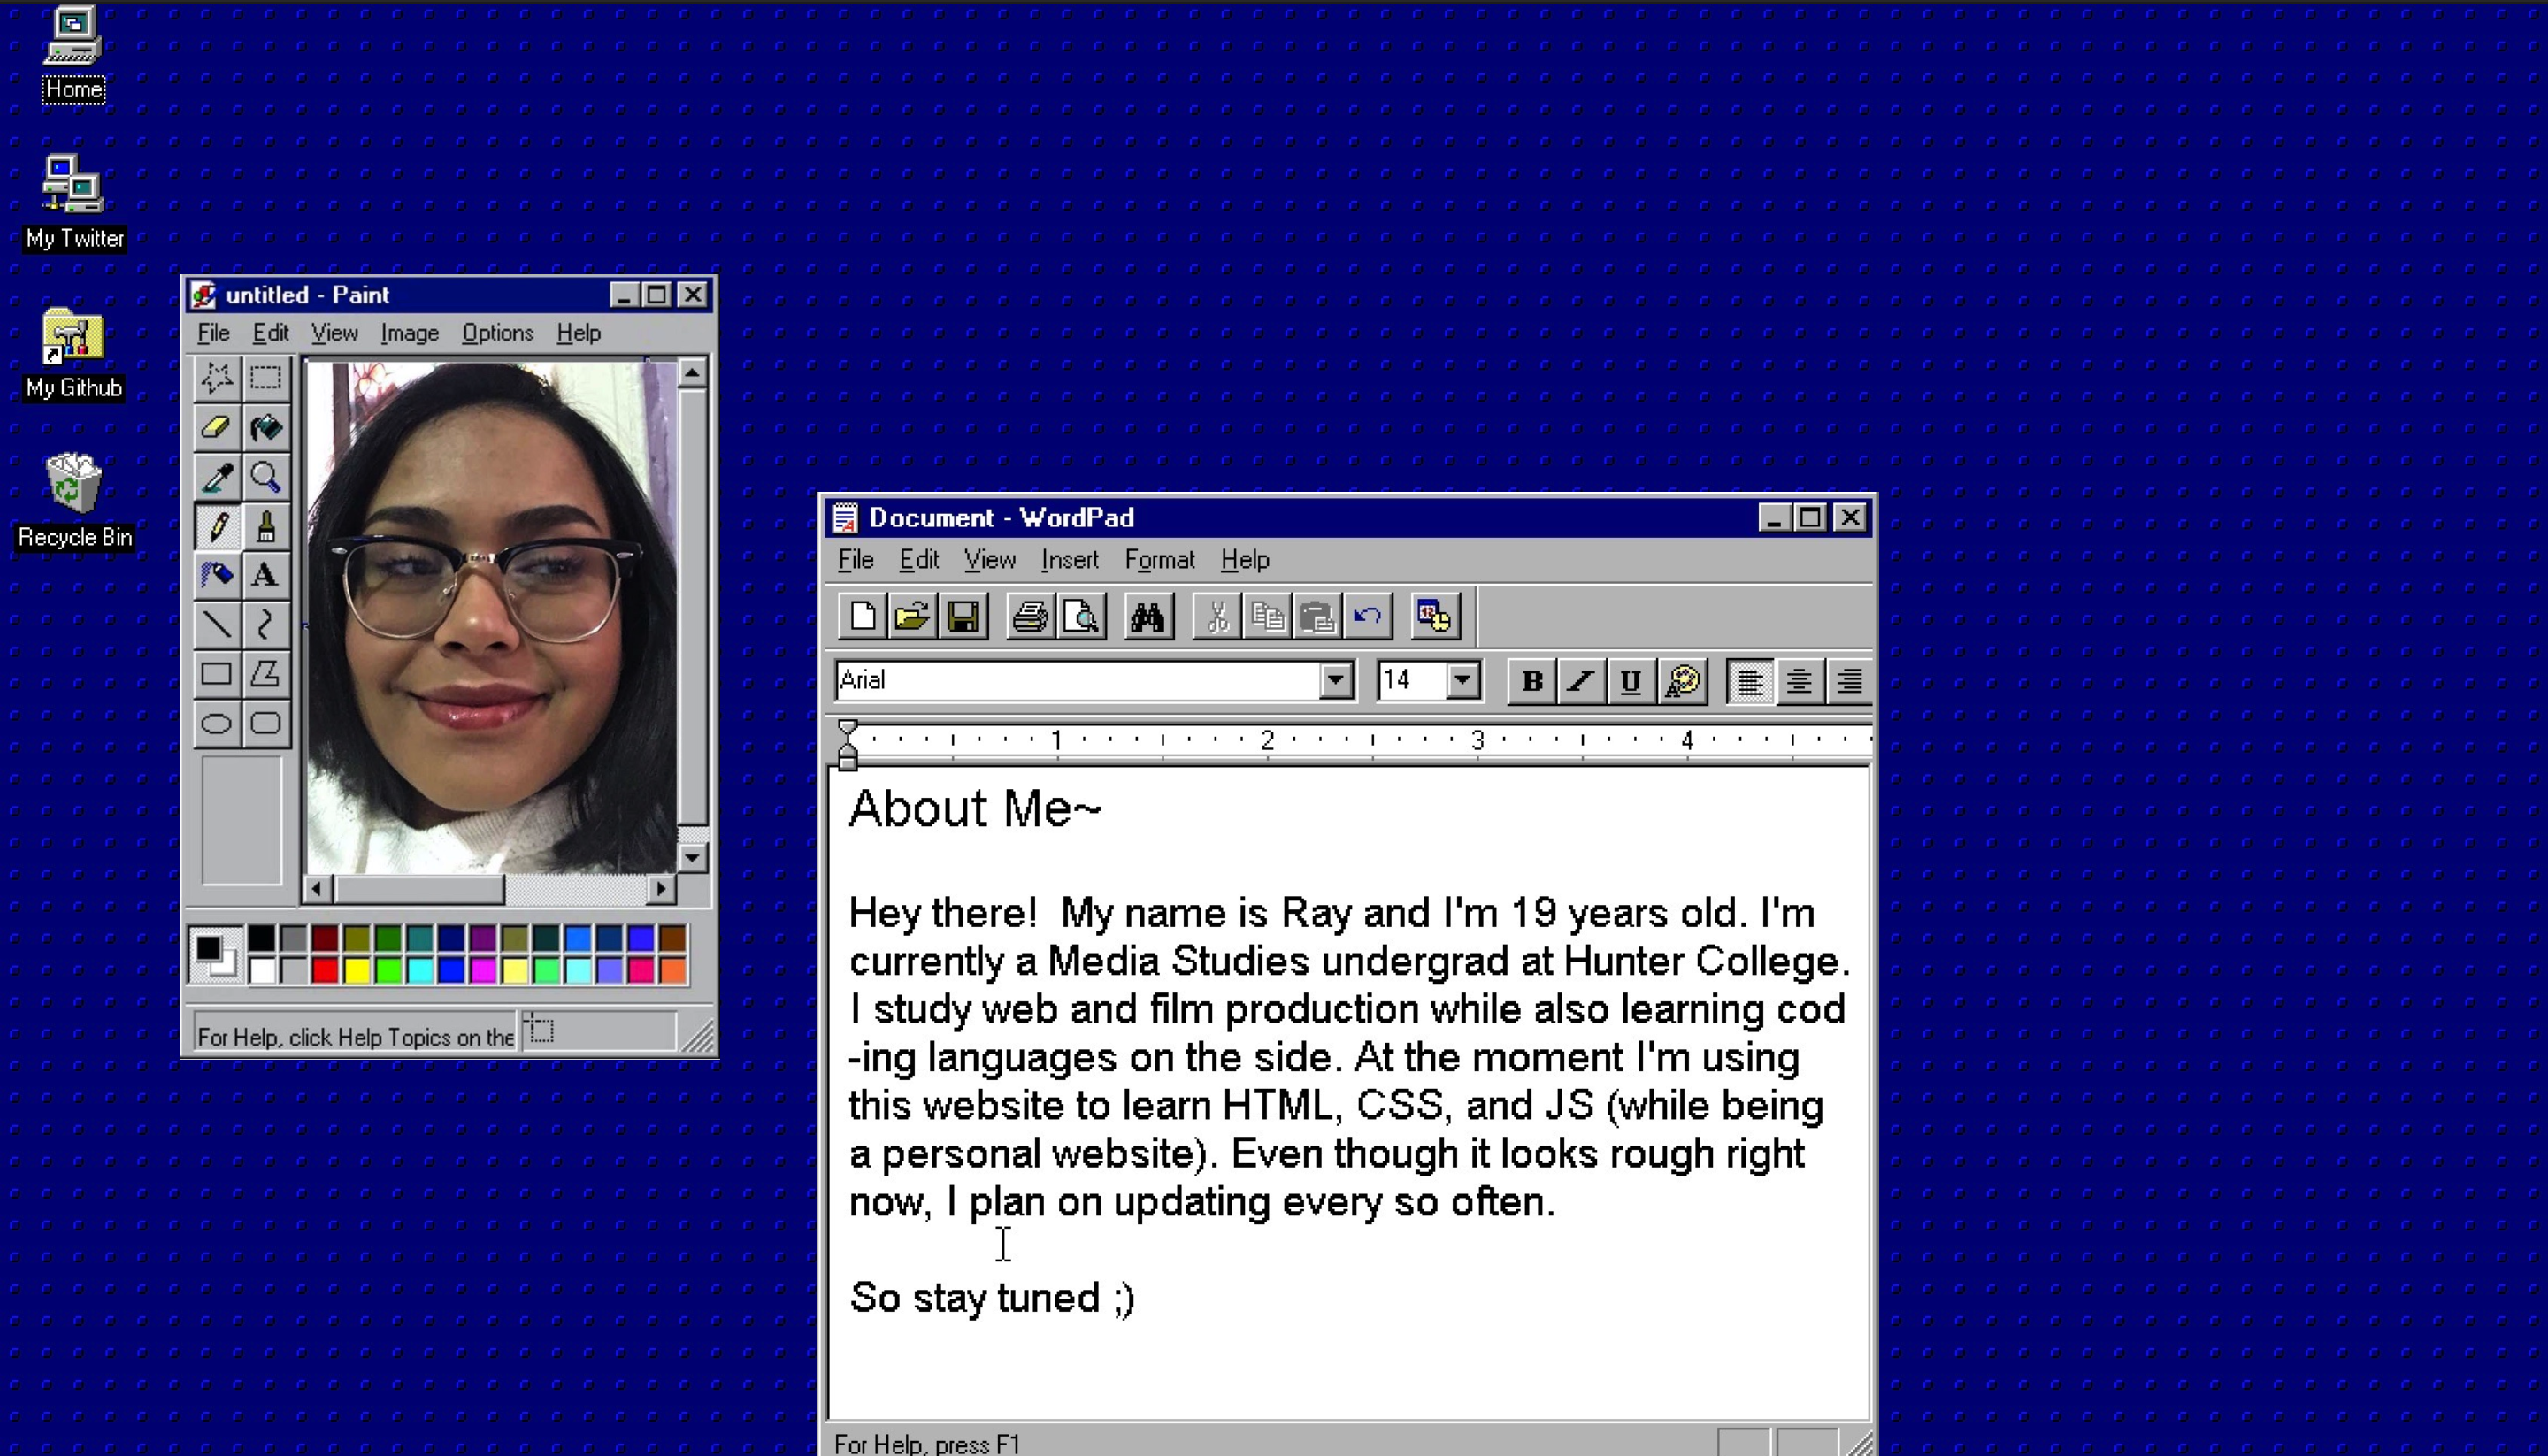 Home
My Twitter
My Github
Recycle Bin
untitled - Paint
File Edit View Image Options Help
A
For Help, click Help Topics on the
Document - WordPad
File Edit View Insert Format Help
Arial 14 B I U
1 2 3 4
About Me~
Hey there!  My name is Ray and I'm 19 years old. I'm
currently a Media Studies undergrad at Hunter College.
I study web and film production while also learning cod
-ing languages on the side. At the moment I'm using
this website to learn HTML, CSS, and JS (while being
a personal website). Even though it looks rough right
now, I plan on updating every so often.
So stay tuned ;)
For Help, press F1